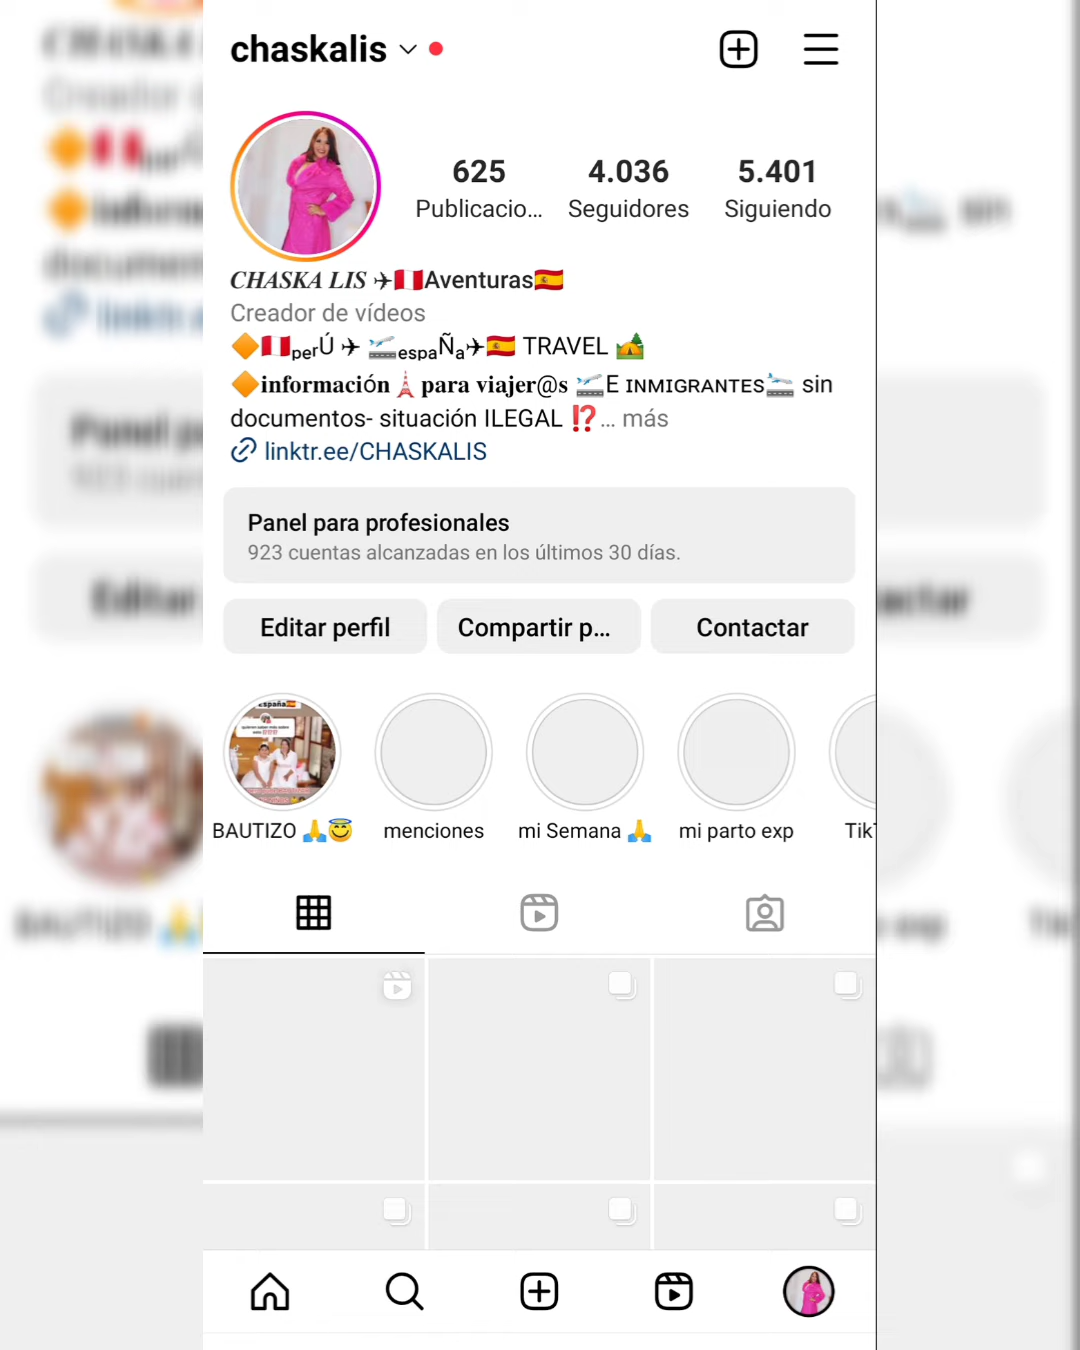 chaskalis
625 4.036 5.401
Publicacio... Seguidores Siguiendo
CHASKA LIS ✈🇵🇪Aventuras🇪🇸
Creador de vídeos
🔶🇵🇪ₚₑᵣÚ ✈ 🛫ₑₛₚₐÑₐ✈🇪🇸 TRAVEL 🏕
🔶información🗼para viajer@s 🛫E ɪɴᴍɪɢʀᴀɴᴛᴇs🛬 sin
documentos- situación ILEGAL ⁉️... más
linktr.ee/CHASKALIS
Panel para profesionales
923 cuentas alcanzadas en los últimos 30 días.
Editar perfil Compartir p... Contactar
España🇪🇸
BAUTIZO 🙏😇 menciones mi Semana 🙏 mi parto exp Tik